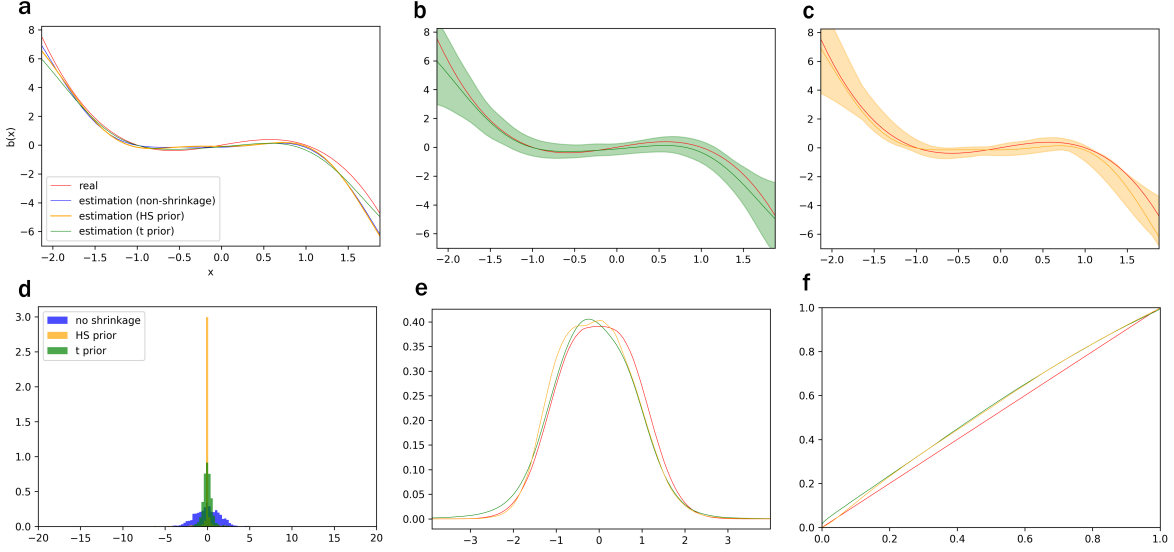 a
8
6
4
2
0
−2
−4
−6
b(x)
real
estimation (non-shrinkage)
estimation (HS prior)
estimation (t prior)
−2.0 −1.5 −1.0 −0.5 0.0 0.5 1.0 1.5
x
b
8
6
4
2
0
−2
−4
−6
−2.0 −1.5 −1.0 −0.5 0.0 0.5 1.0 1.5
c
8
6
4
2
0
−2
−4
−6
−2.0 −1.5 −1.0 −0.5 0.0 0.5 1.0 1.5
d
3.0
2.5
2.0
1.5
1.0
0.5
0.0
no shrinkage
HS prior
t prior
−20 −15 −10 −5 0 5 10 15 20
e
0.40
0.35
0.30
0.25
0.20
0.15
0.10
0.05
0.00
−3 −2 −1 0 1 2 3
f
1.0
0.8
0.6
0.4
0.2
0.0
0.0 0.2 0.4 0.6 0.8 1.0